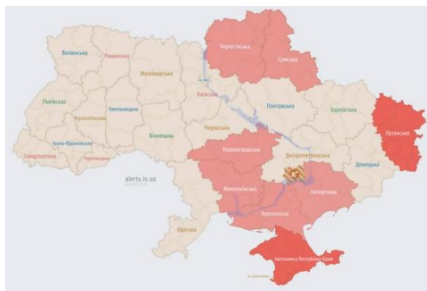 Чернігівська
Сумська
Волинська
Рівненська
Житомирська
Київська
Львівська
Тернопільська
Хмельницька
Вінницька
Черкаська
Полтавська
Харківська
Луганська
Івано-Франківська
Закарпатська
Чернівецька
Кіровоградська
Дніпропетровська
Донецька
Миколаївська
Запорізька
Херсонська
Одеська
Автономна Республіка Крим
alerts.in.ua